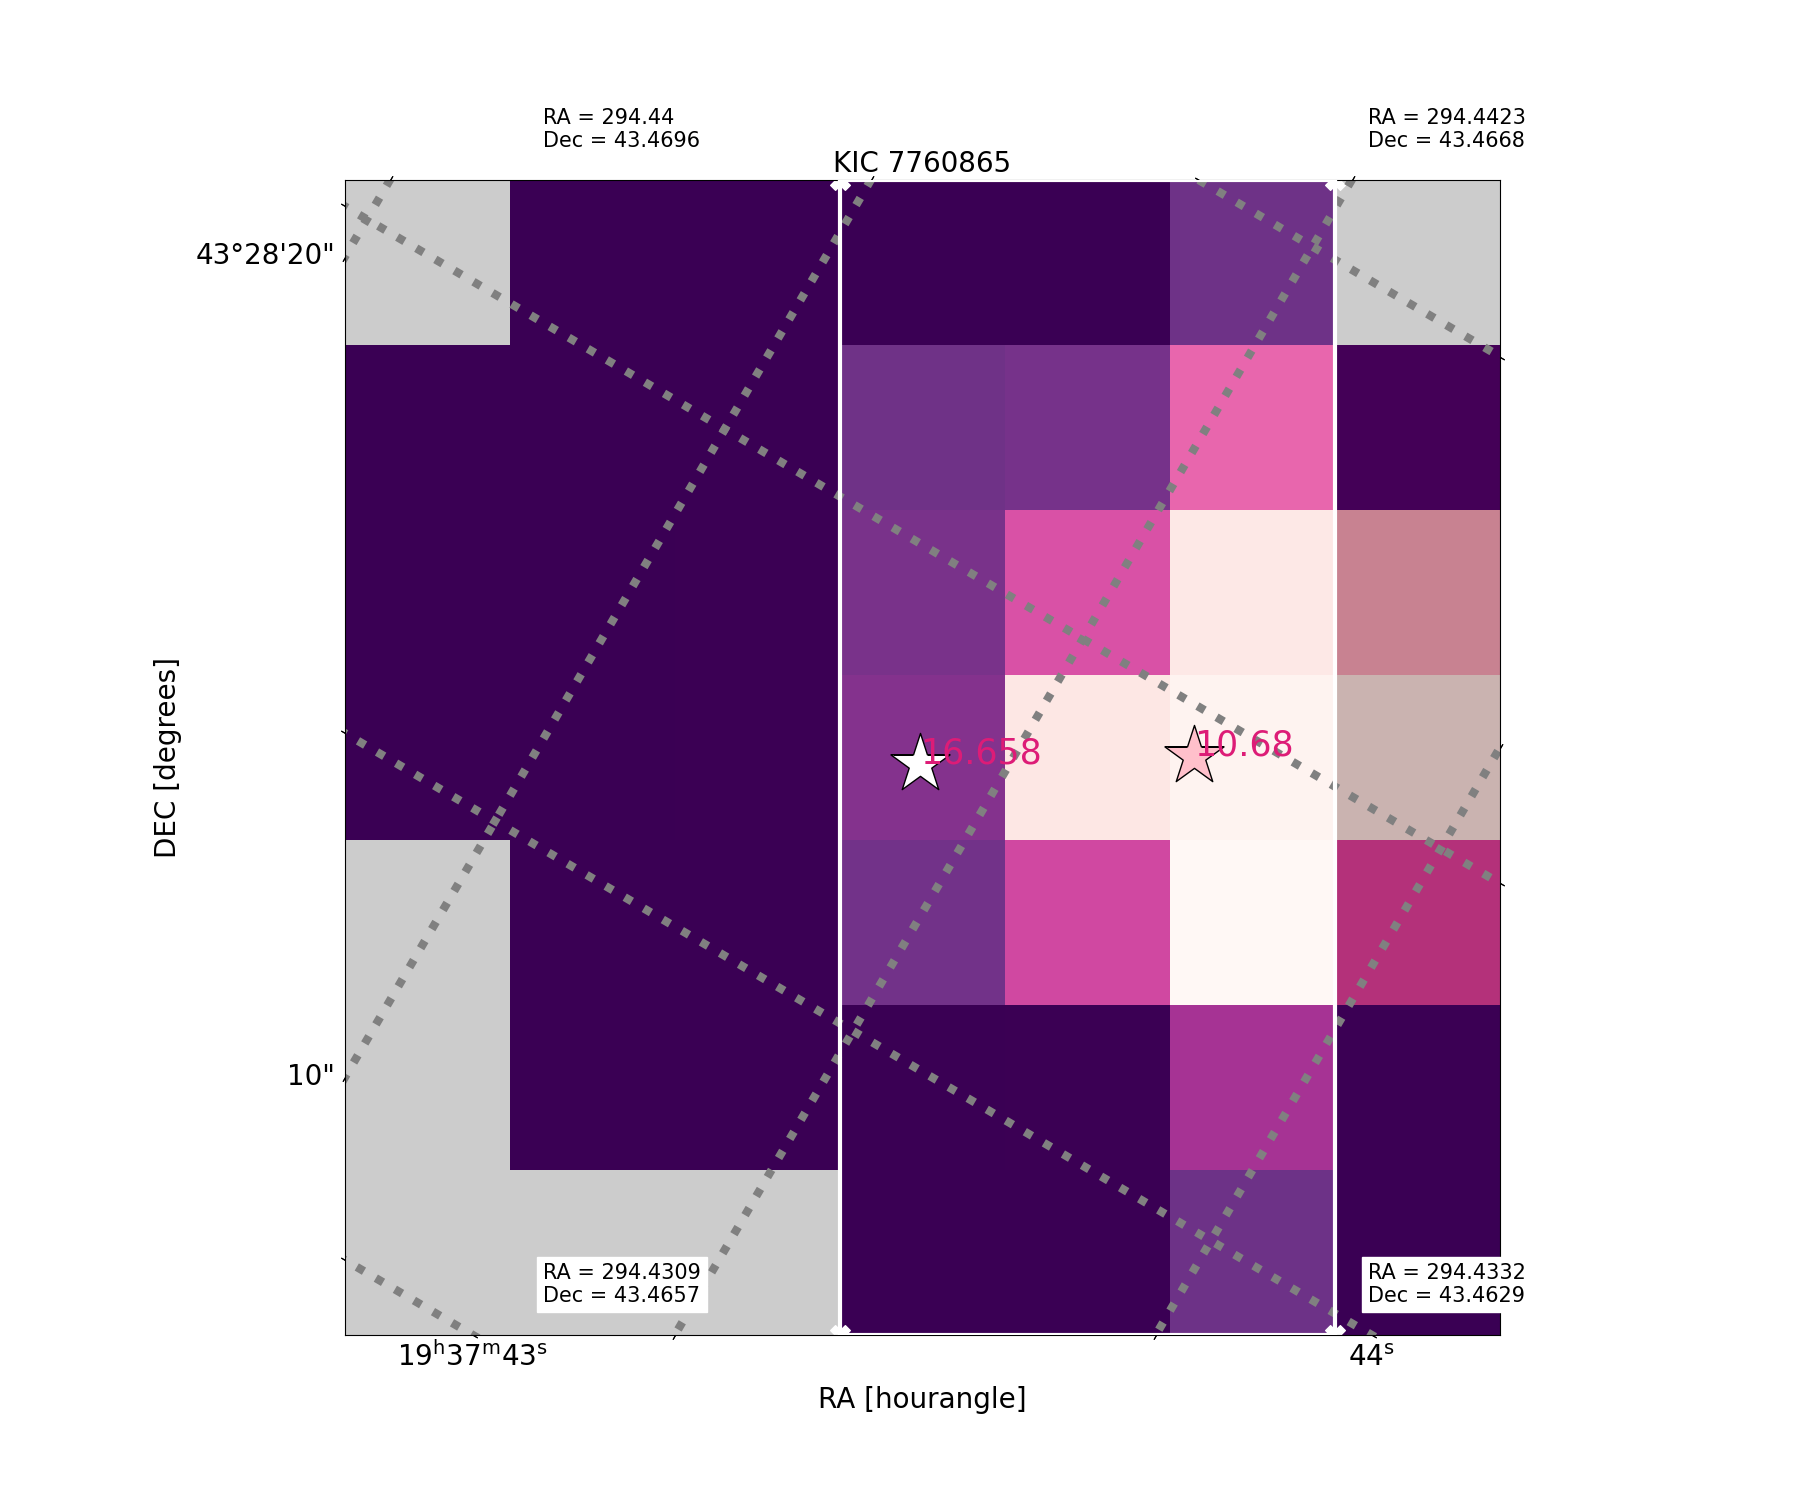 RA = 294.44
Dec = 43.4696
RA = 294.4423
Dec = 43.4668
KIC 7760865
43°28'20"
16.658
10.68
DEC [degrees]
10"
RA = 294.4309
Dec = 43.4657
RA = 294.4332
Dec = 43.4629
19ʰ37ᵐ43ˢ
44ˢ
RA [hourangle]